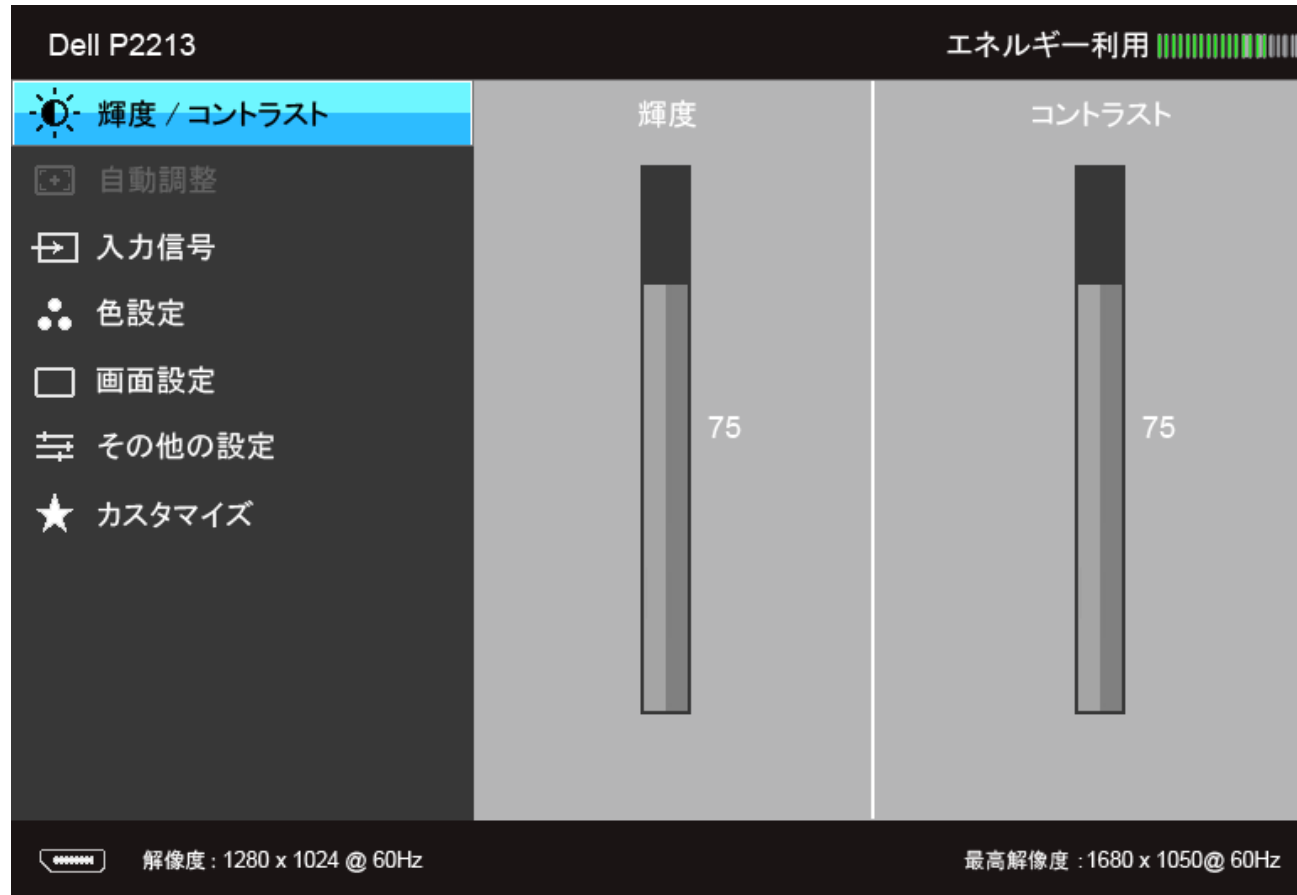 Dell P2213
エネルギー利用
輝度 / コントラスト
自動調整
入力信号
色設定
画面設定
その他の設定
カスタマイズ
輝度
75
コントラスト
75
解像度 : 1280 x 1024 @ 60Hz
最高解像度 :1680 x 1050@ 60Hz